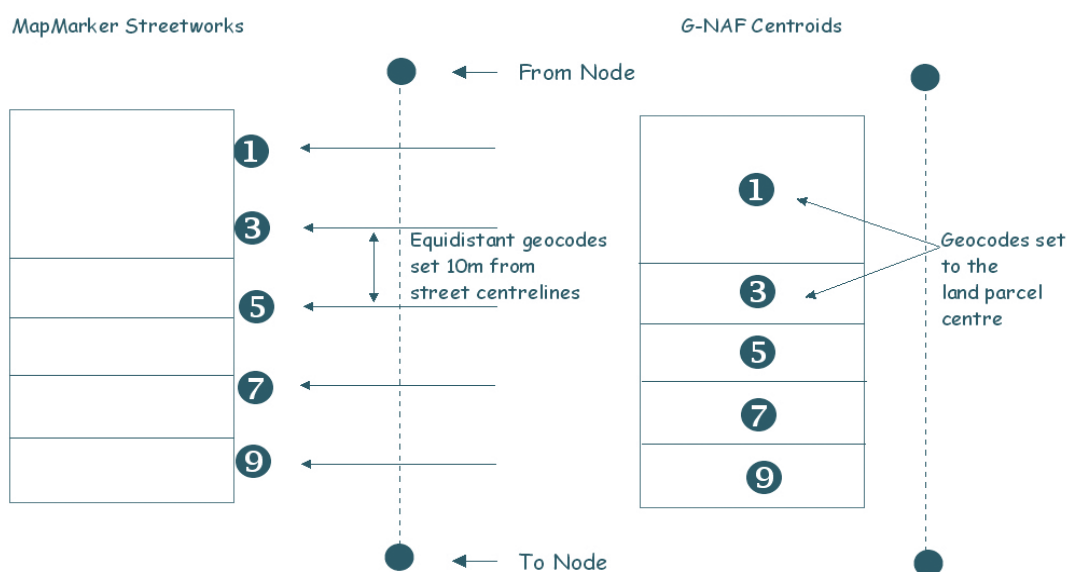 MapMarker Streetworks
From Node
1
3
Equidistant geocodes
set 10m from
street centrelines
5
7
9
To Node
G-NAF Centroids
1
3
5
7
9
Geocodes set
to the
land parcel
centre